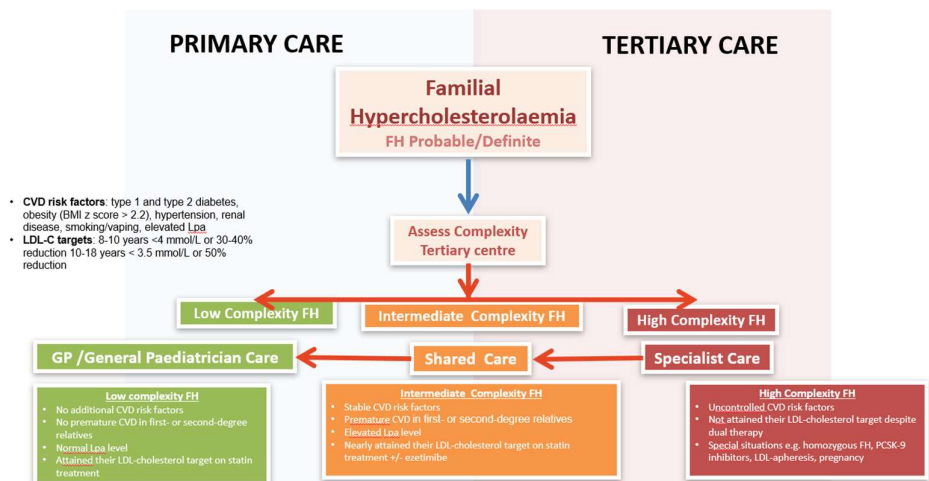 PRIMARY CARE
TERTIARY CARE
Familial
Hypercholesterolaemia
FH Probable/Definite
• CVD risk factors: type 1 and type 2 diabetes,
obesity (BMI z score > 2.2), hypertension, renal
disease, smoking/vaping, elevated Lpa
• LDL-C targets: 8-10 years <4 mmol/L or 30-40%
reduction 10-18 years < 3.5 mmol/L or 50%
reduction
Assess Complexity
Tertiary centre
Low Complexity FH
Intermediate Complexity FH
High Complexity FH
GP /General Paediatrician Care
Shared Care
Specialist Care
Low complexity FH
• No additional CVD risk factors
• No premature CVD in first- or second-degree
relatives
• Normal Lpa level
• Attained their LDL-cholesterol target on statin
treatment
Intermediate Complexity FH
• Stable CVD risk factors
• Premature CVD in first- or second-degree relatives
• Elevated Lpa level
• Nearly attained their LDL-cholesterol target on statin
treatment +/- ezetimibe
High Complexity FH
• Uncontrolled CVD risk factors
• Not attained their LDL-cholesterol target despite
dual therapy
• Special situations e.g. homozygous FH, PCSK-9
inhibitors, LDL-apheresis, pregnancy